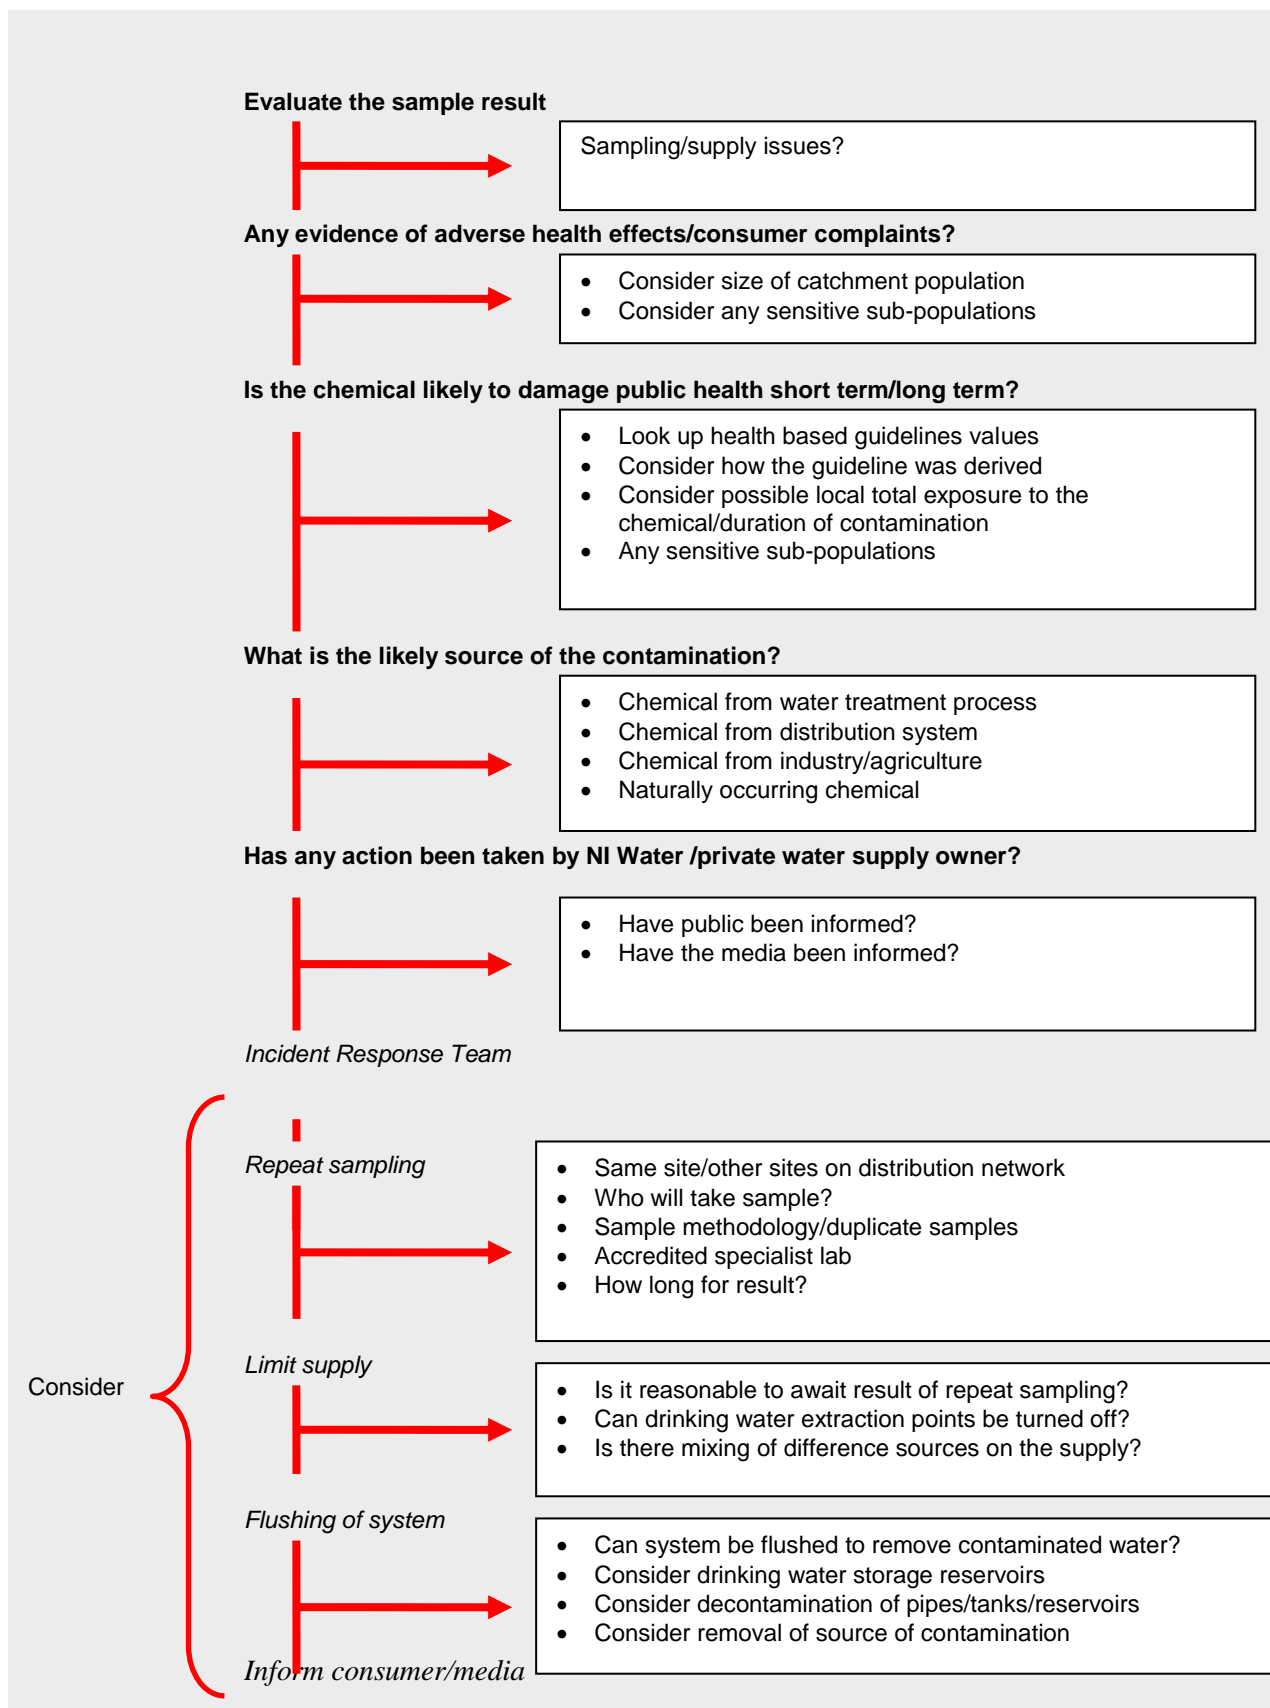 Evaluate the sample result
Sampling/supply issues?
Any evidence of adverse health effects/consumer complaints?
• Consider size of catchment population
• Consider any sensitive sub-populations
Is the chemical likely to damage public health short term/long term?
• Look up health based guidelines values
• Consider how the guideline was derived
• Consider possible local total exposure to the
chemical/duration of contamination
• Any sensitive sub-populations
What is the likely source of the contamination?
• Chemical from water treatment process
• Chemical from distribution system
• Chemical from industry/agriculture
• Naturally occurring chemical
Has any action been taken by NI Water /private water supply owner?
• Have public been informed?
• Have the media been informed?
Incident Response Team
Consider
Repeat sampling
• Same site/other sites on distribution network
• Who will take sample?
• Sample methodology/duplicate samples
• Accredited specialist lab
• How long for result?
Limit supply
• Is it reasonable to await result of repeat sampling?
• Can drinking water extraction points be turned off?
• Is there mixing of difference sources on the supply?
Flushing of system
• Can system be flushed to remove contaminated water?
• Consider drinking water storage reservoirs
• Consider decontamination of pipes/tanks/reservoirs
• Consider removal of source of contamination
Inform consumer/media